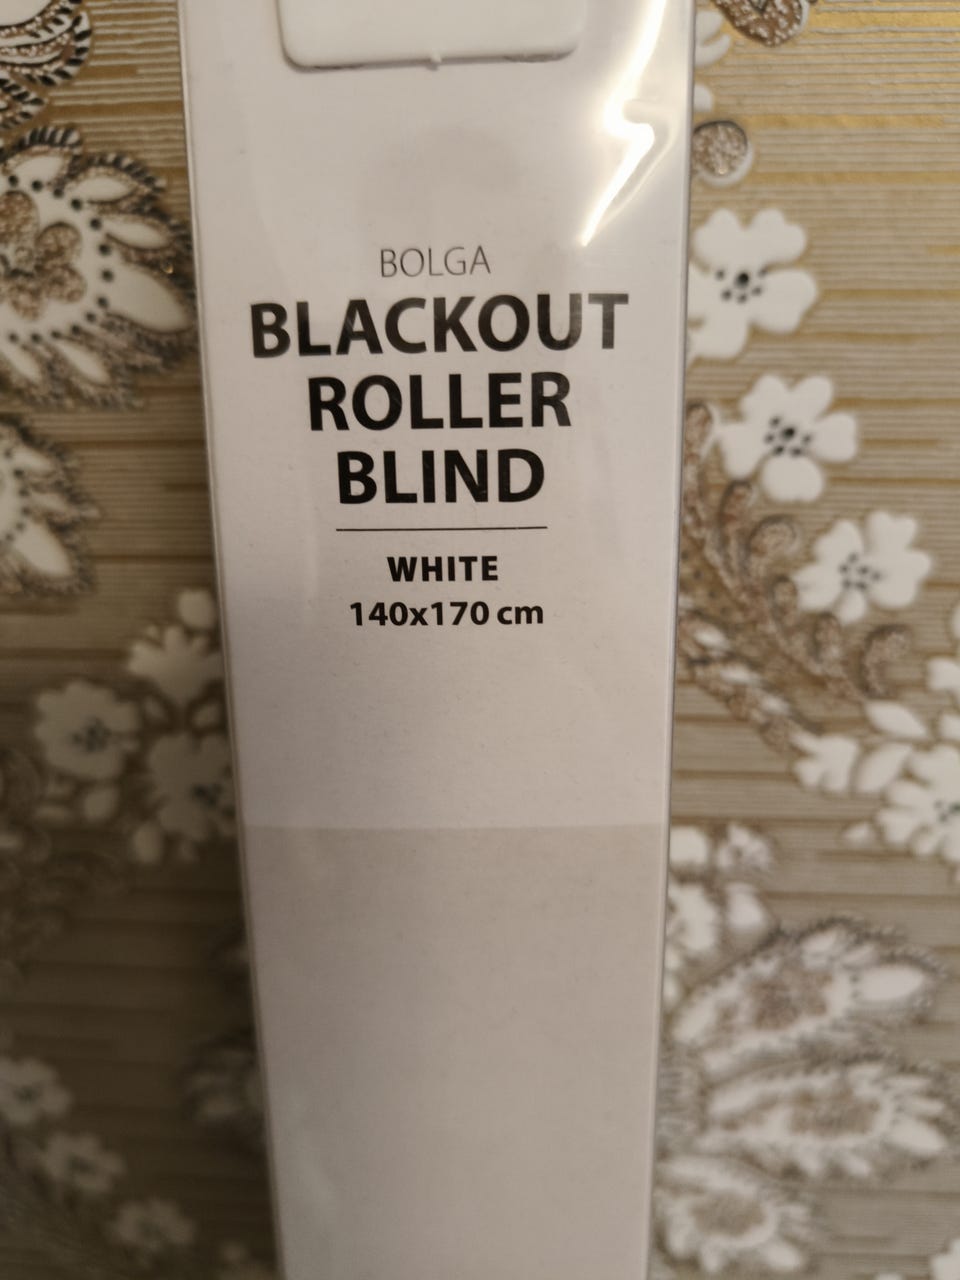 BOLGA
BLACKOUT
ROLLER
BLIND
WHITE
140x170 cm